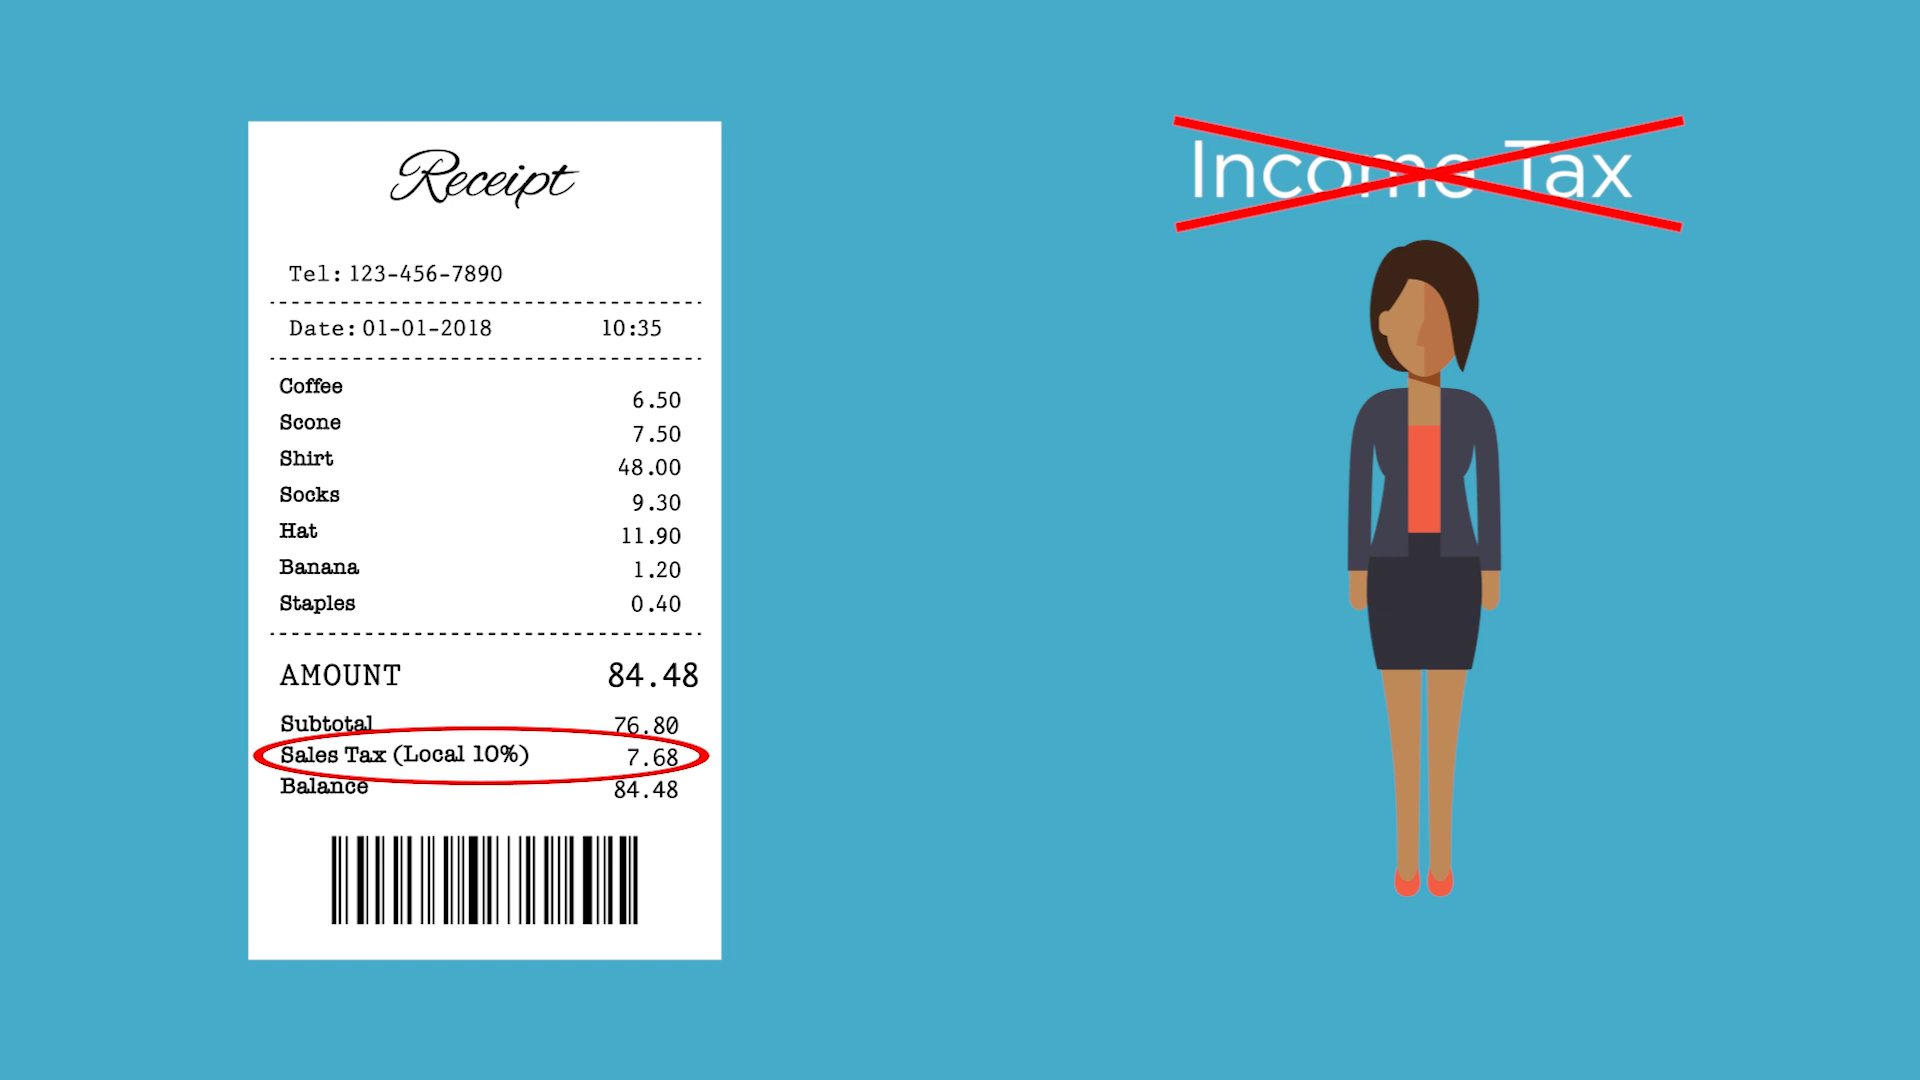 Receipt
Tel: 123-456-7890
Date: 01-01-2018 10:35
Coffee 6.50
Scone 7.50
Shirt 48.00
Socks 9.30
Hat 11.90
Banana 1.20
Staples 0.40
AMOUNT 84.48
Subtotal 76.80
Sales Tax (Local 10%) 7.68
Balance 84.48
Income Tax